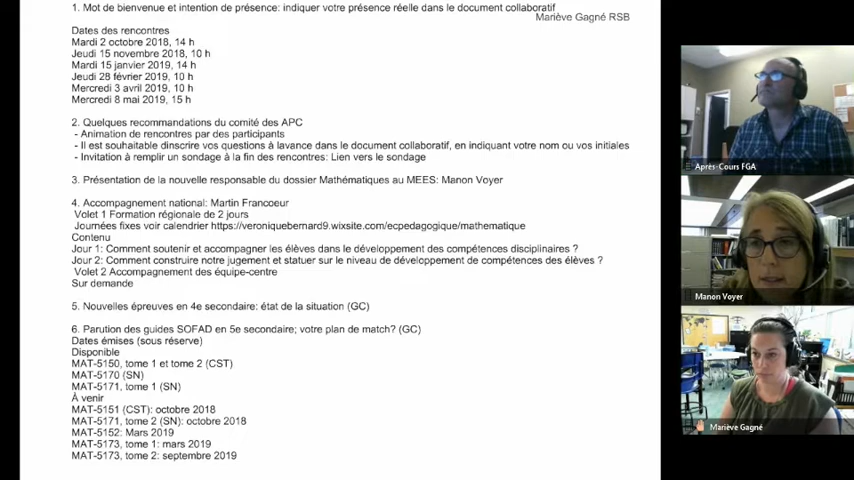 1. Mot de bienvenue et intention de présence: indiquer votre présence réelle dans le document collaboratif
Mariève Gagné RSB
Dates des rencontres
Mardi 2 octobre 2018, 14 h
Jeudi 15 novembre 2018, 10 h
Mardi 15 janvier 2019, 14 h
Jeudi 28 février 2019, 10 h
Mercredi 3 avril 2019, 10 h
Mercredi 8 mai 2019, 15 h
2. Quelques recommandations du comité des APC
- Animation de rencontres par des participants
- Il est souhaitable dinscrire vos questions à lavance dans le document collaboratif, en indiquant votre nom ou vos initiales
- Invitation à remplir un sondage à la fin des rencontres: Lien vers le sondage
3. Présentation de la nouvelle responsable du dossier Mathématiques au MEES: Manon Voyer
4. Accompagnement national: Martin Francoeur
Volet 1 Formation régionale de 2 jours
Journées fixes voir calendrier https://veroniquebernard9.wixsite.com/ecpedagogique/mathematique
Contenu
Jour 1: Comment soutenir et accompagner les élèves dans le développement des compétences disciplinaires ?
Jour 2: Comment construire notre jugement et statuer sur le niveau de développement de compétences des élèves ?
Volet 2 Accompagnement des équipe-centre
Sur demande
5. Nouvelles épreuves en 4e secondaire: état de la situation (GC)
6. Parution des guides SOFAD en 5e secondaire; votre plan de match? (GC)
Dates émises (sous réserve)
Disponible
MAT-5150, tome 1 et tome 2 (CST)
MAT-5170 (SN)
MAT-5171, tome 1 (SN)
À venir
MAT-5151 (CST): octobre 2018
MAT-5171, tome 2 (SN): octobre 2018
MAT-5152: Mars 2019
MAT-5173, tome 1: mars 2019
MAT-5173, tome 2: septembre 2019
Après-Cours FGA
Manon Voyer
Mariève Gagné